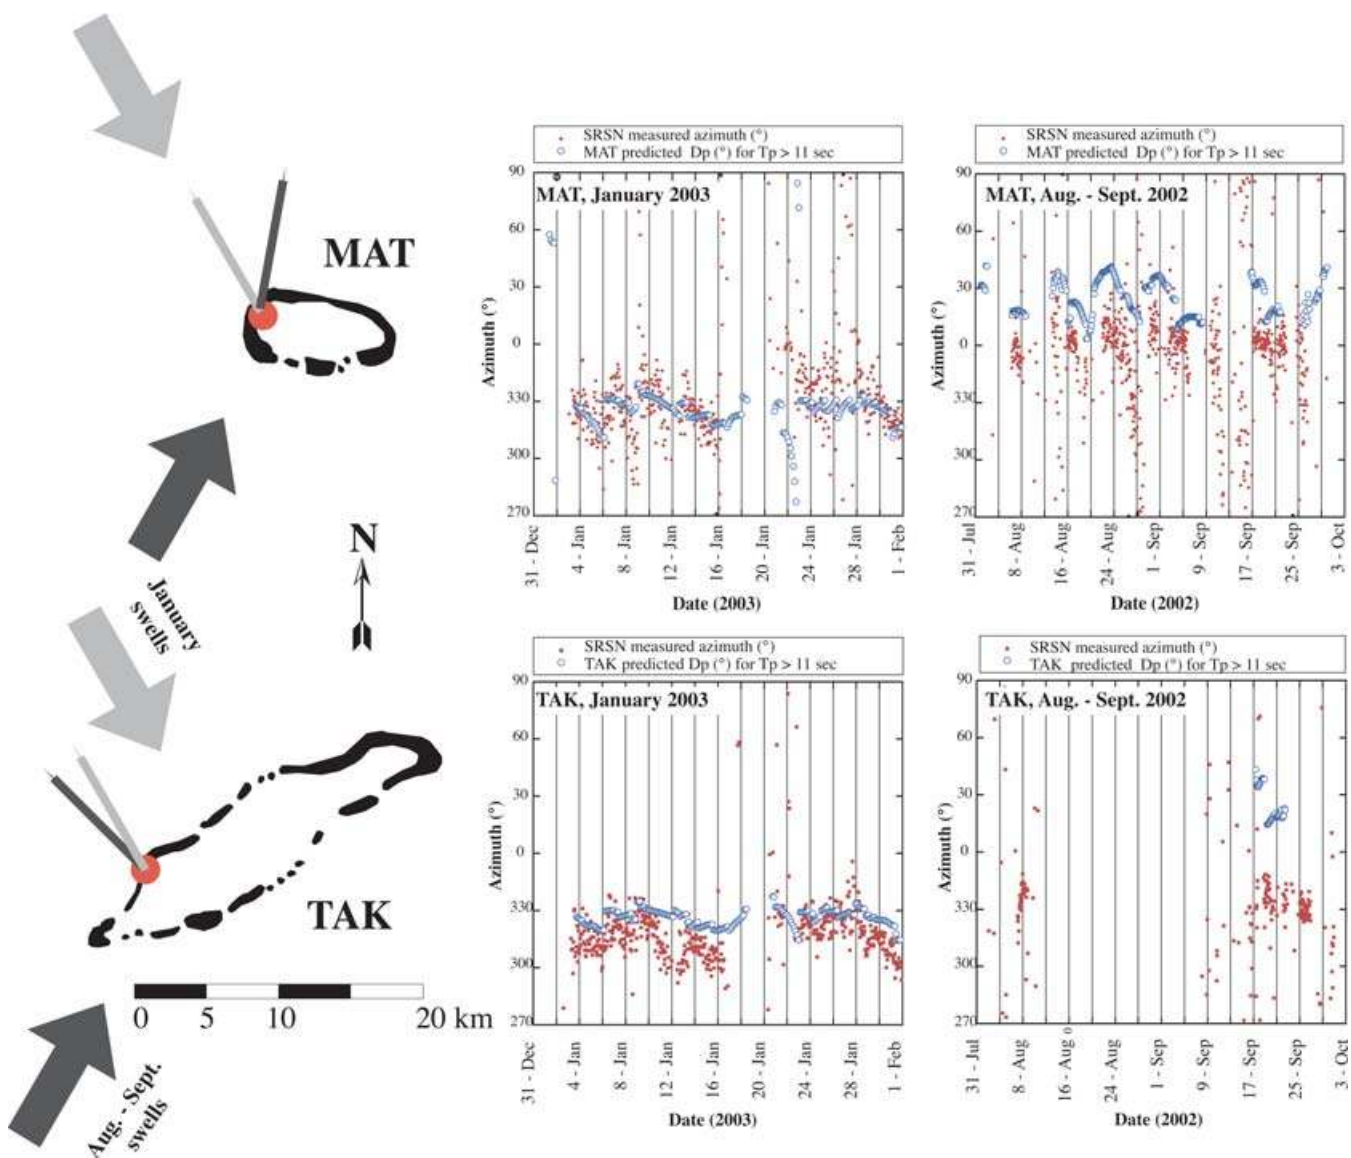 MAT
January
swells
N
TAK
0 5 10 20 km
Aug. - Sept.
swells
SRSN measured azimuth (°)
MAT predicted Dp (°) for Tp > 11 sec
MAT, January 2003
90
60
30
0
330
300
270
Azimuth (°)
31 - Dec
4 - Jan
8 - Jan
12 - Jan
16 - Jan
20 - Jan
24 - Jan
28 - Jan
1 - Feb
Date (2003)
SRSN measured azimuth (°)
MAT predicted Dp (°) for Tp > 11 sec
MAT, Aug. - Sept. 2002
90
60
30
0
330
300
270
Azimuth (°)
31 - Jul
8 - Aug
16 - Aug
24 - Aug
1 - Sep
9 - Sep
17 - Sep
25 - Sep
3 - Oct
Date (2002)
SRSN measured azimuth (°)
TAK predicted Dp (°) for Tp > 11 sec
TAK, January 2003
90
60
30
0
330
300
270
Azimuth (°)
31 - Dec
4 - Jan
8 - Jan
12 - Jan
16 - Jan
20 - Jan
24 - Jan
28 - Jan
1 - Feb
Date (2003)
SRSN measured azimuth (°)
TAK predicted Dp (°) for Tp > 11 sec
TAK, Aug. - Sept. 2002
90
60
30
0
330
300
270
Azimuth (°)
31 - Jul
8 - Aug
16 - Aug
1 - Sep
9 - Sep
17 - Sep
25 - Sep
3 - Oct
Date (2002)